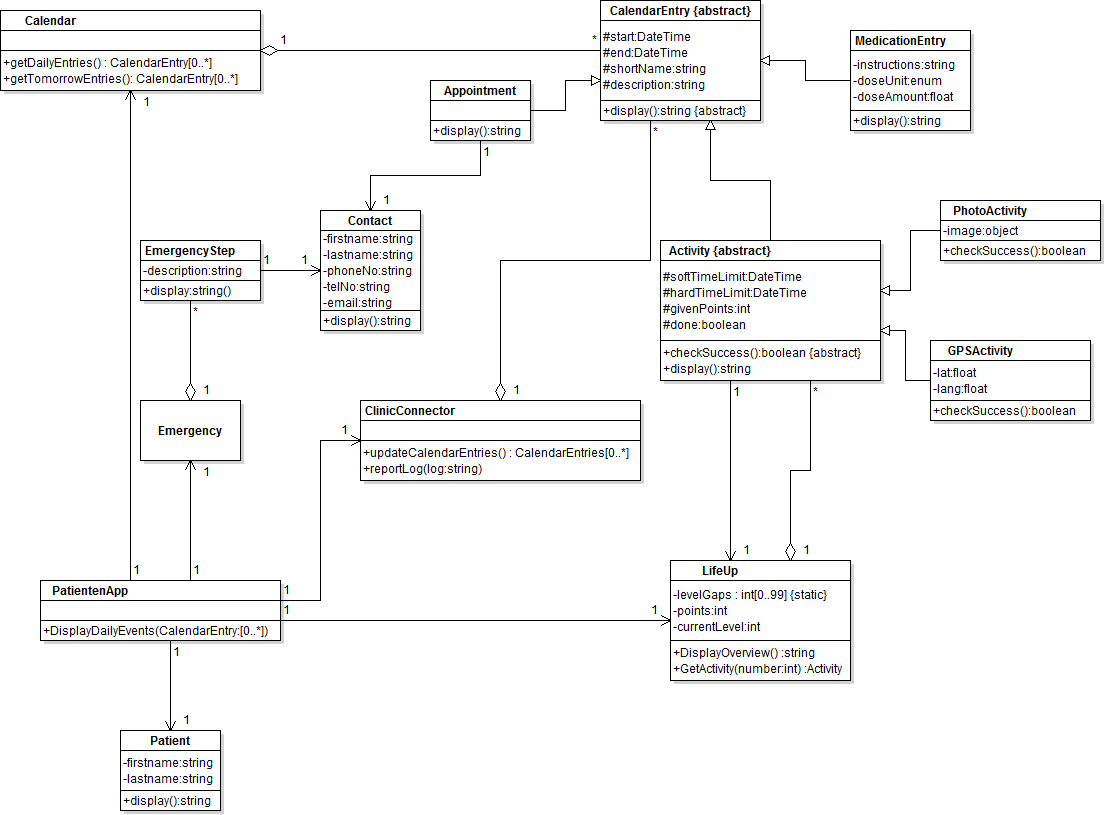 Calendar
+getDailyEntries() : CalendarEntry[0..*]
+getTomorrowEntries(): CalendarEntry[0..*]
1
*
CalendarEntry {abstract}
#start:DateTime
#end:DateTime
#shortName:string
#description:string
+display():string {abstract}
*
MedicationEntry
-instructions:string
-doseUnit:enum
-doseAmount:float
+display():string
1
Appointment
+display():string
1
1
Contact
-firstname:string
-lastname:string
-phoneNo:string
-telNo:string
-email:string
+display():string
EmergencyStep
-description:string
+display:string()
1
1
*
1
Emergency
1
PhotoActivity
-image:object
+checkSuccess():boolean
Activity {abstract}
#softTimeLimit:DateTime
#hardTimeLimit:DateTime
#givenPoints:int
#done:boolean
+checkSuccess():boolean {abstract}
+display():string
1
*
GPSActivity
-lat:float
-lang:float
+checkSuccess():boolean
1
ClinicConnector
+updateCalendarEntries() : CalendarEntries[0..*]
+reportLog(log:string)
1
1
1
PatientenApp
+DisplayDailyEvents(CalendarEntry:[0..*])
1
1
1
1
1
1
1
LifeUp
-levelGaps : int[0..99] {static}
-points:int
-currentLevel:int
+DisplayOverview() :string
+GetActivity(number:int) :Activity
1
Patient
-firstname:string
-lastname:string
+display():string